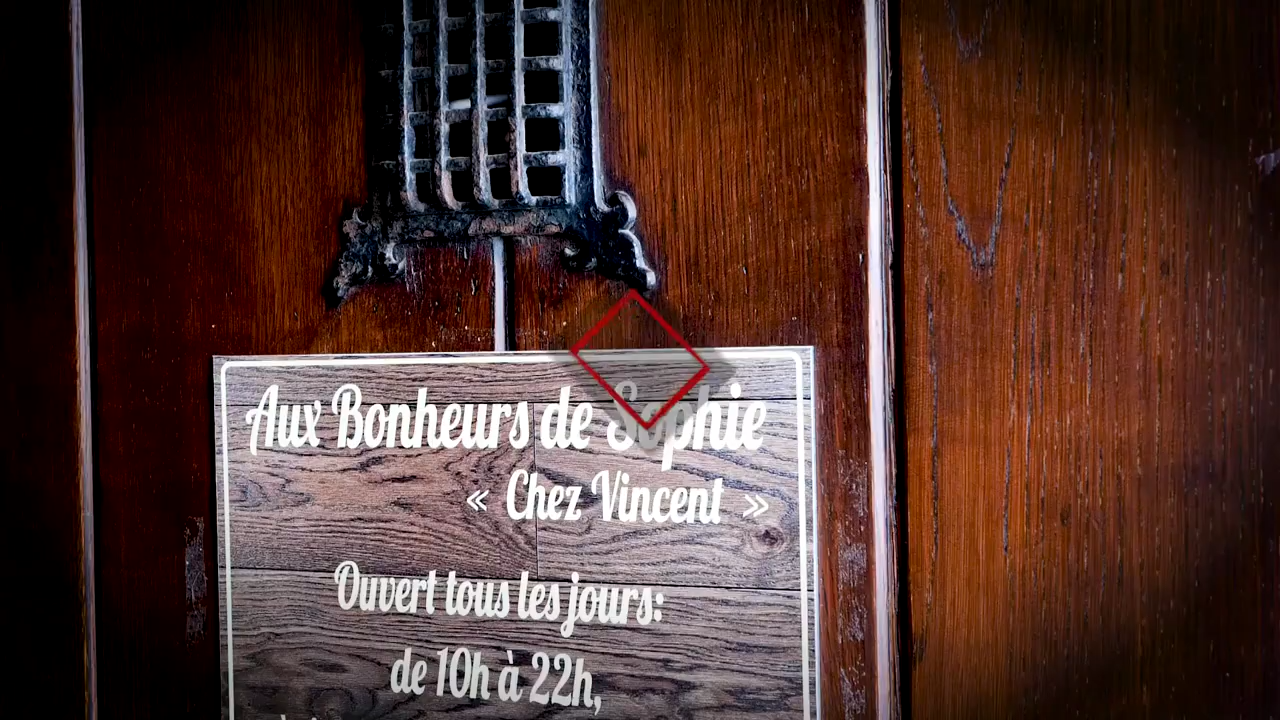 Aux Bonheurs de Sophie
« Chez Vincent »
Ouvert tous les jours:
de 10h à 22h,